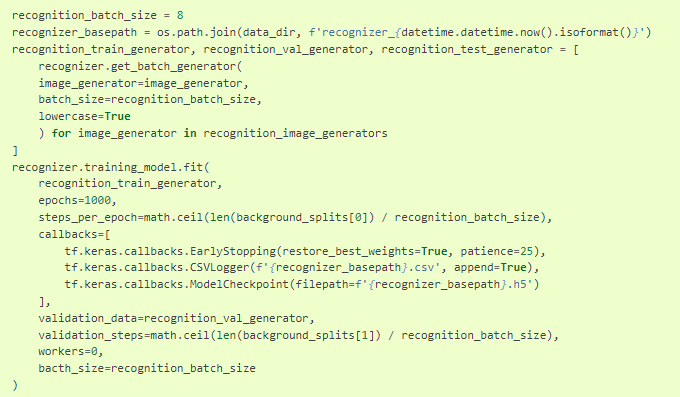 recognition_batch_size = 8
recognizer_basepath = os.path.join(data_dir, f'recognizer_{datetime.datetime.now().isoformat()}')
recognition_train_generator, recognition_val_generator, recognition_test_generator = [
    recognizer.get_batch_generator(
    image_generator=image_generator,
    batch_size=recognition_batch_size,
    lowercase=True
    ) for image_generator in recognition_image_generators
]
recognizer.training_model.fit(
    recognition_train_generator,
    epochs=1000,
    steps_per_epoch=math.ceil(len(background_splits[0]) / recognition_batch_size),
    callbacks=[
        tf.keras.callbacks.EarlyStopping(restore_best_weights=True, patience=25),
        tf.keras.callbacks.CSVLogger(f'{recognizer_basepath}.csv', append=True),
        tf.keras.callbacks.ModelCheckpoint(filepath=f'{recognizer_basepath}.h5')
    ],
    validation_data=recognition_val_generator,
    validation_steps=math.ceil(len(background_splits[1]) / recognition_batch_size),
    workers=0,
    bacth_size=recognition_batch_size
)